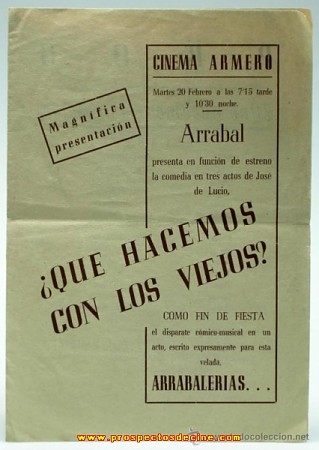 CINEMA ARMERO
Martes 20 Febrero a las 7'15 tarde
y 10'30 noche.
Magnífica
presentación
Arrabal
presenta en función de estreno
la comedia en tres actos de José
de Lucio,
¿QUE HACEMOS
CON LOS VIEJOS?
COMO FIN DE FIESTA
el disparate cómico-musical en un
acto, escrito expresamente para esta
velada,
ARRABALERIAS...
www.prospectosdecine.com
todocoleccion.net